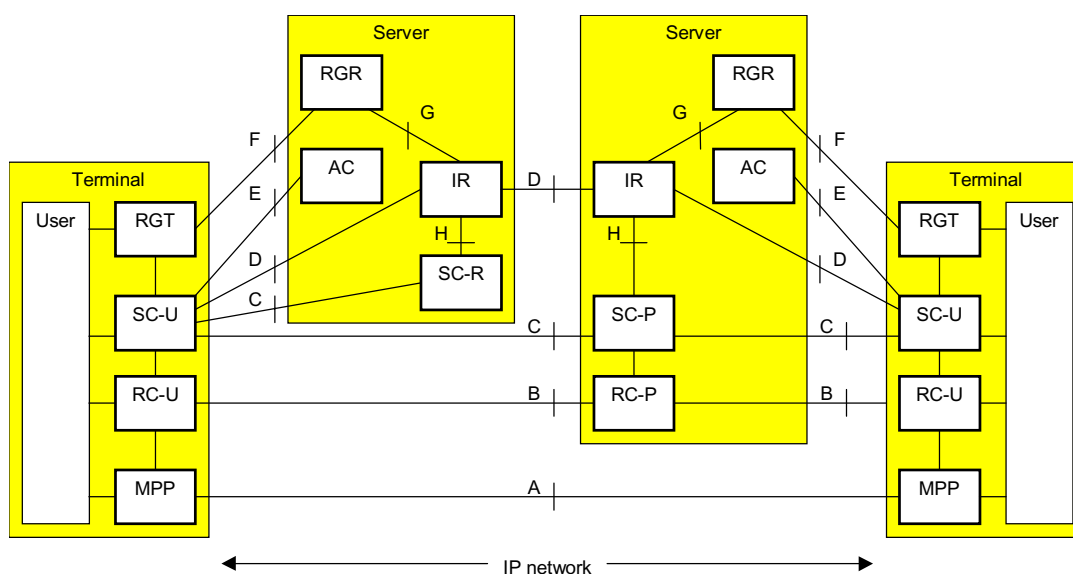 Server
Server
RGR
RGR
G
G
F
F
AC
IR
D
IR
AC
Terminal
Terminal
E
E
User
RGT
RGT
User
H
H
D
D
SC-R
C
SC-U
C
SC-P
C
SC-U
RC-U
B
RC-P
B
RC-U
MPP
A
MPP
IP network